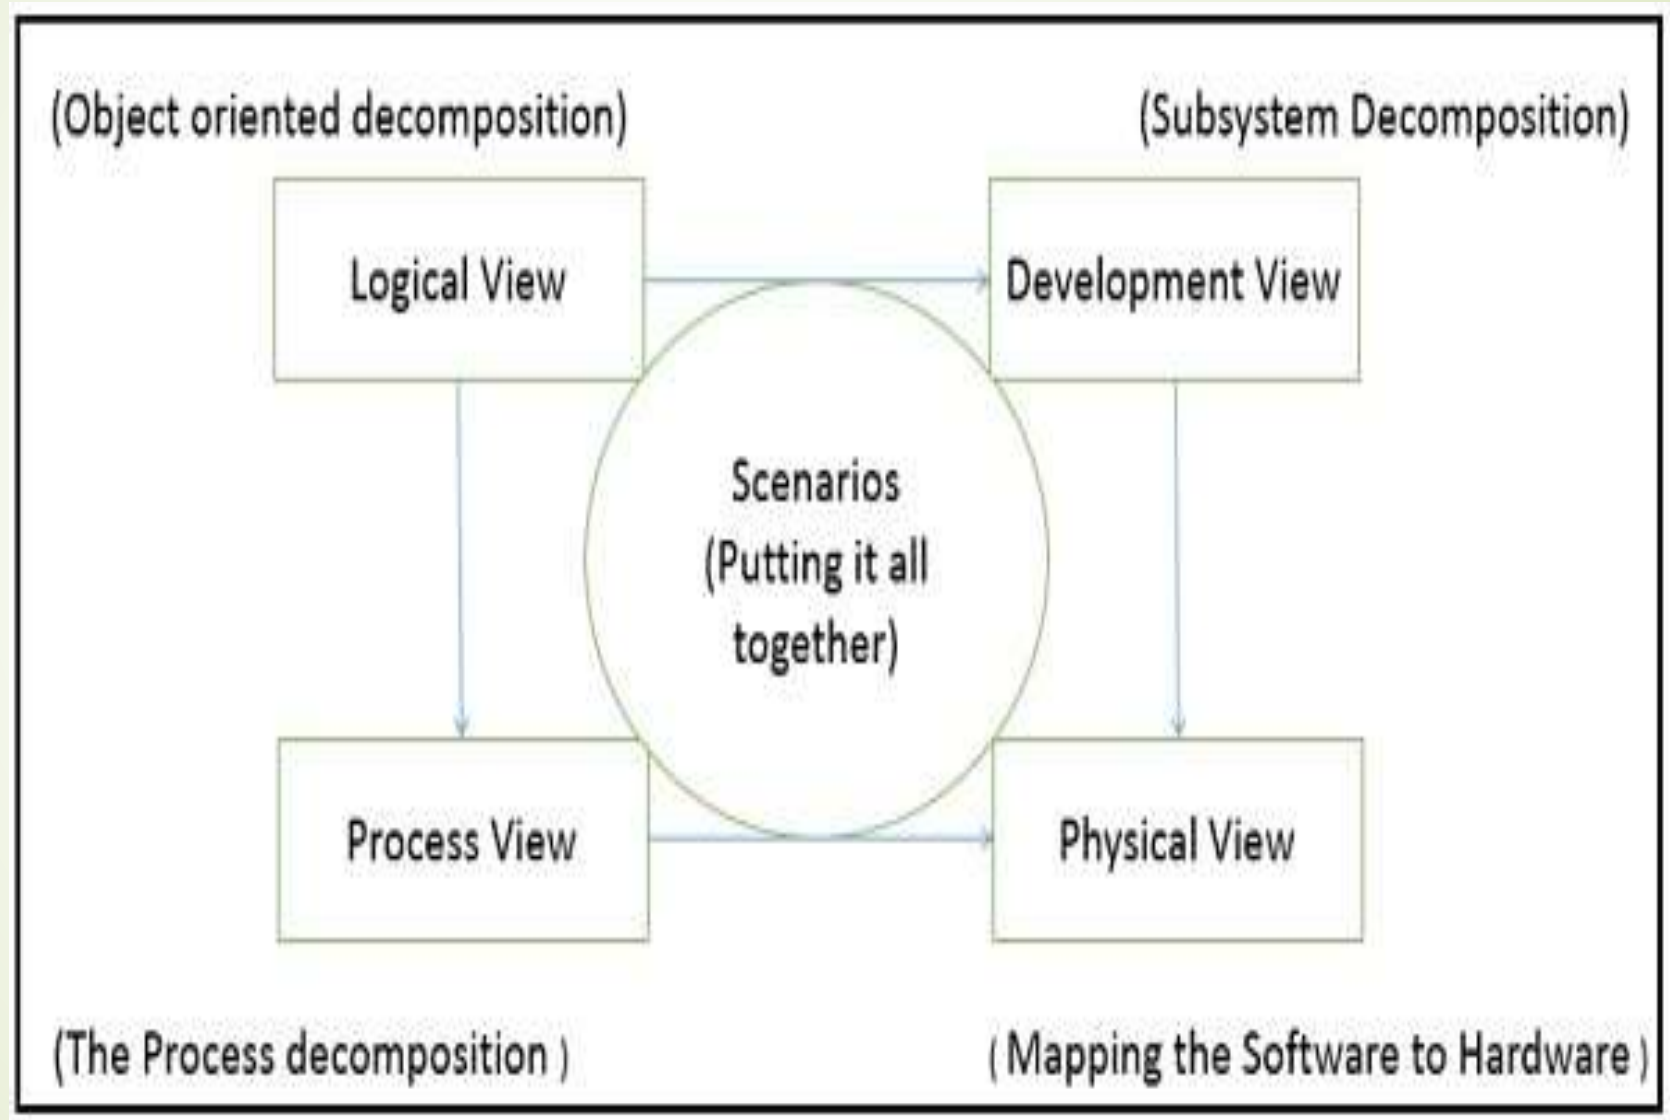 (Object oriented decomposition)
(Subsystem Decomposition)
Logical View
Development View
Scenarios
(Putting it all
together)
Process View
Physical View
(The Process decomposition )
( Mapping the Software to Hardware )